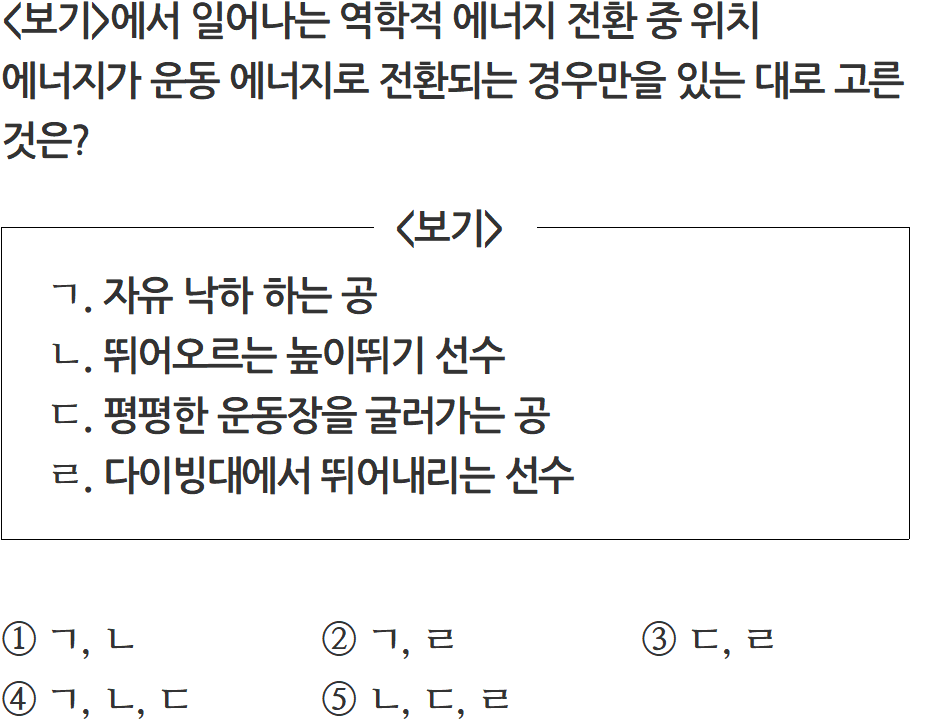 <보기>에서 일어나는 역학적 에너지 전환 중 위치
에너지가 운동 에너지로 전환되는 경우만을 있는 대로 고른
것은?
<보기>
ㄱ. 자유 낙하 하는 공
ㄴ. 뛰어오르는 높이뛰기 선수
ㄷ. 평평한 운동장을 굴러가는 공
ㄹ. 다이빙대에서 뛰어내리는 선수
① ㄱ, ㄴ ② ㄱ, ㄹ ③ ㄷ, ㄹ
④ ㄱ, ㄴ, ㄷ ⑤ ㄴ, ㄷ, ㄹ